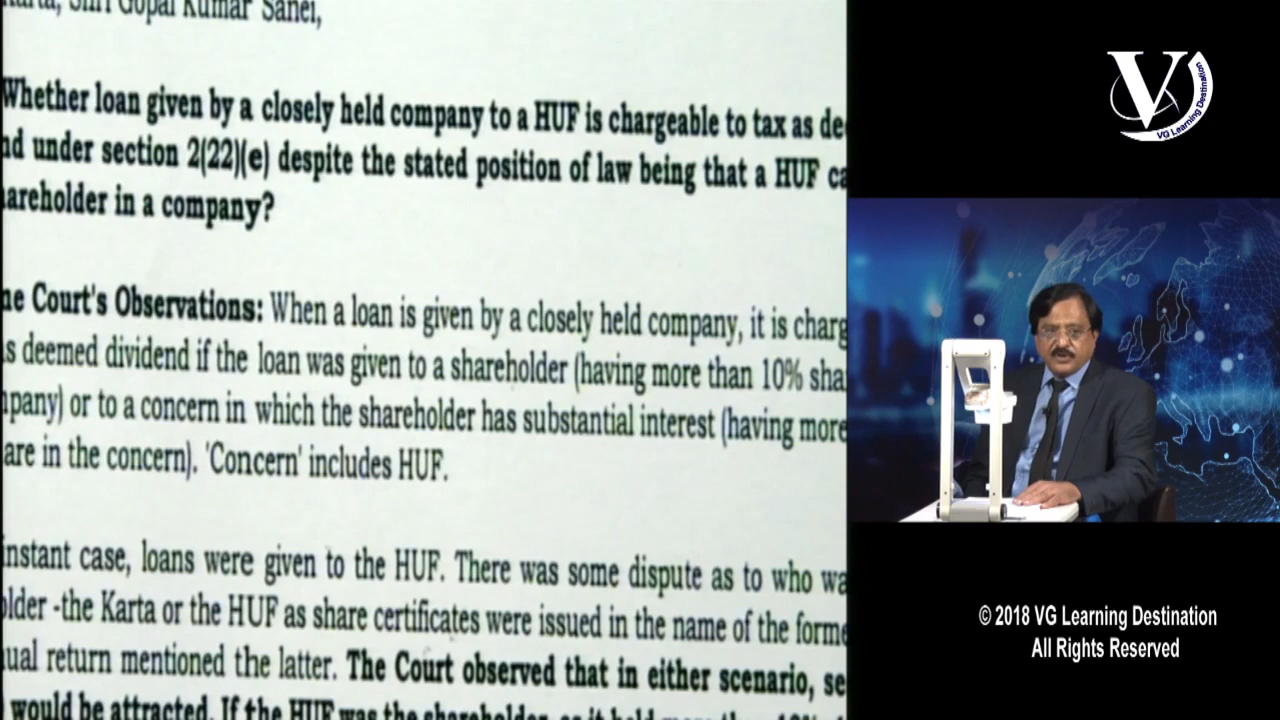 Karta, Shri Gopal Kumar Sanei,
Whether loan given by a closely held company to a HUF is chargeable to tax as de
nd under section 2(22)(e) despite the stated position of law being that a HUF ca
areholder in a company?
he Court's Observations: When a loan is given by a closely held company, it is charg
s deemed dividend if the loan was given to a shareholder (having more than 10% sha
pany) or to a concern in which the shareholder has substantial interest (having more
are in the concern). 'Concern' includes HUF.
instant case, loans were given to the HUF. There was some dispute as to who wa
older -the Karta or the HUF as share certificates were issued in the name of the forme
ual return mentioned the latter. The Court observed that in either scenario, se
would be attracted. If the HUF was the shareholder, as it held more than 10%
V
VG Learning Destination
© 2018 VG Learning Destination
All Rights Reserved